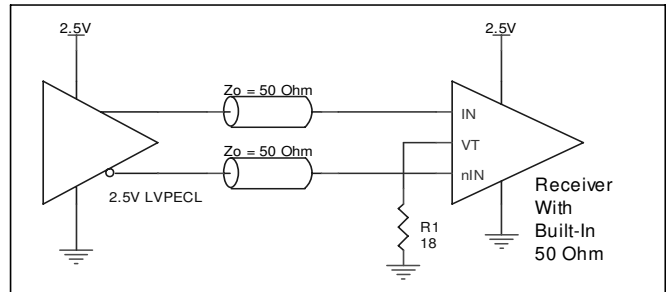 2.5V
2.5V
Zo = 50 Ohm
IN
VT
Zo = 50 Ohm
nIN
2.5V LVPECL
R1
18
Receiver
With
Built-In
50 Ohm